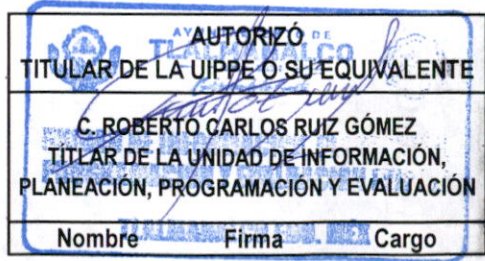 AUTORIZÓ
TITULAR DE LA UIPPE O SU EQUIVALENTE
C. ROBERTO CARLOS RUIZ GÓMEZ
TÍTLAR DE LA UNIDAD DE INFORMACIÓN,
PLANEACIÓN, PROGRAMACIÓN Y EVALUACIÓN
Nombre Firma Cargo